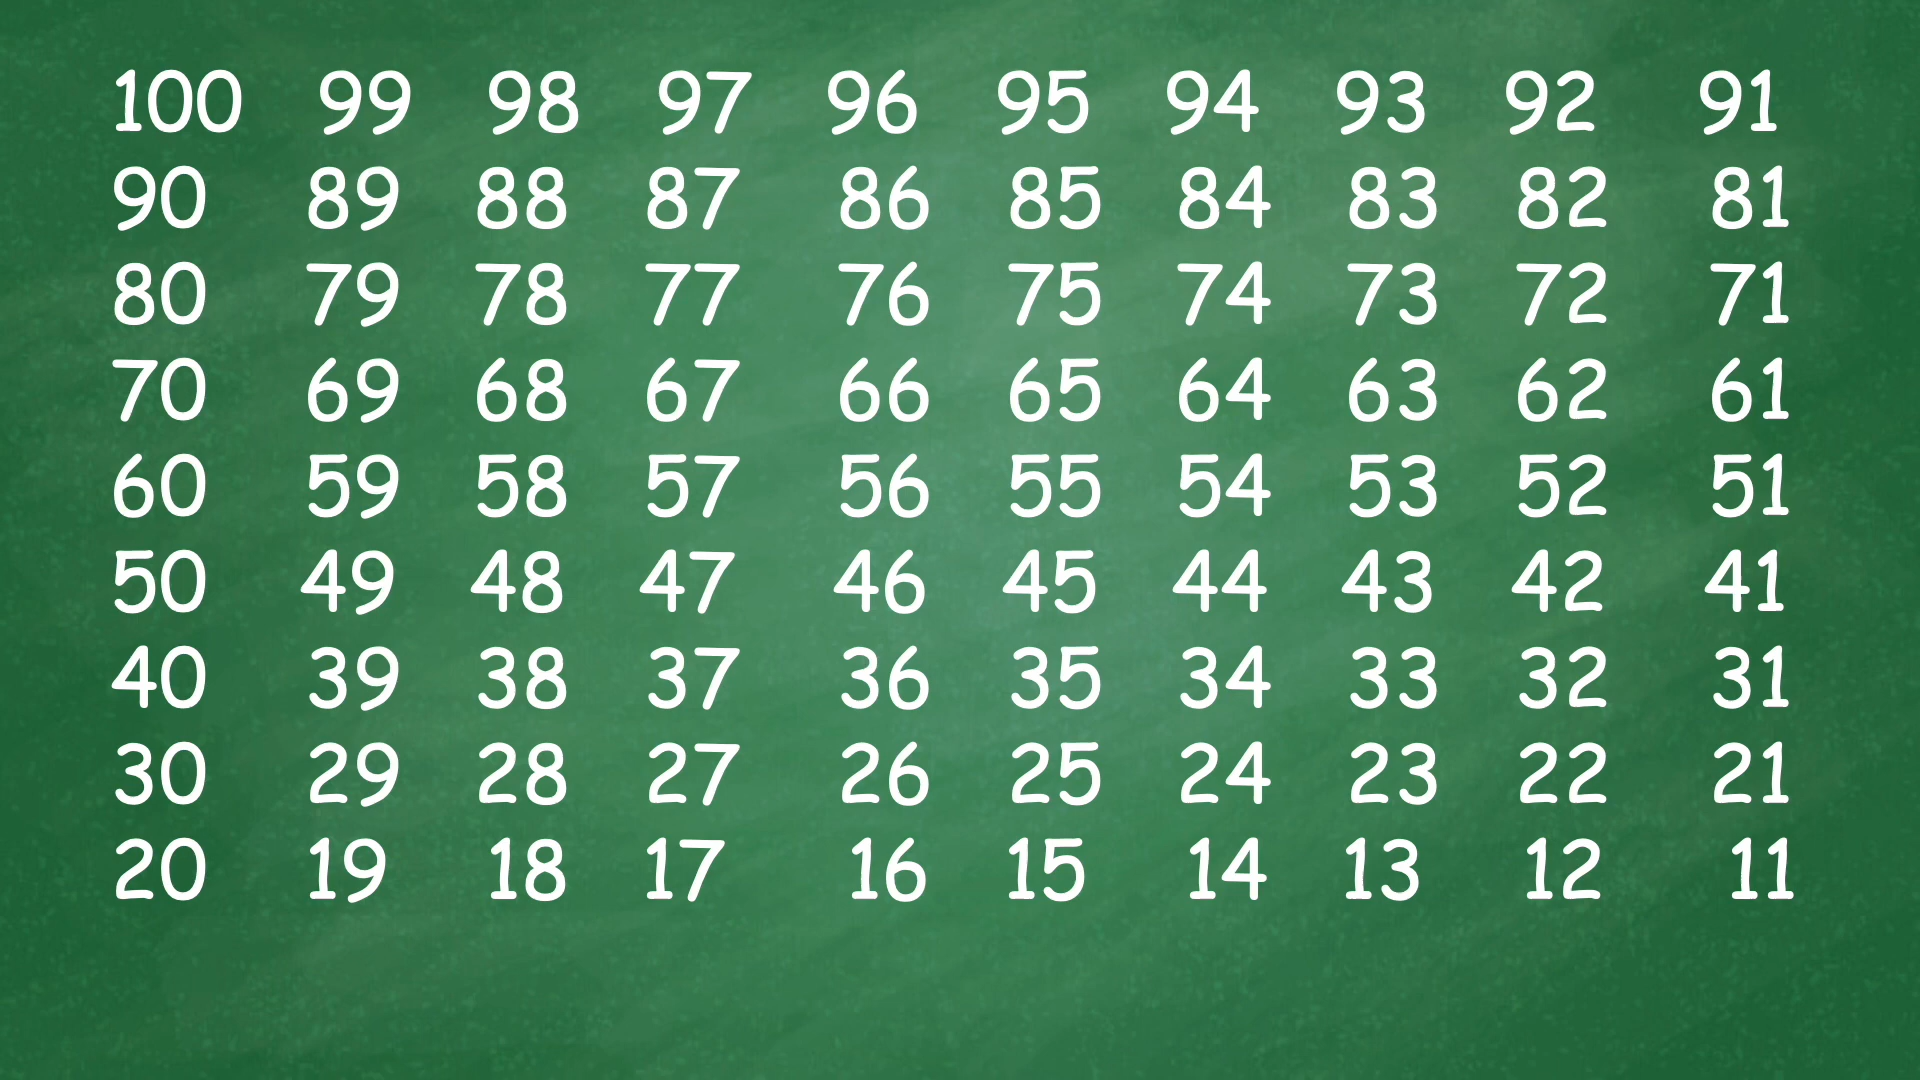 100 99 98 97 96 95 94 93 92 91
90 89 88 87 86 85 84 83 82 81
80 79 78 77 76 75 74 73 72 71
70 69 68 67 66 65 64 63 62 61
60 59 58 57 56 55 54 53 52 51
50 49 48 47 46 45 44 43 42 41
40 39 38 37 36 35 34 33 32 31
30 29 28 27 26 25 24 23 22 21
20 19 18 17 16 15 14 13 12 11